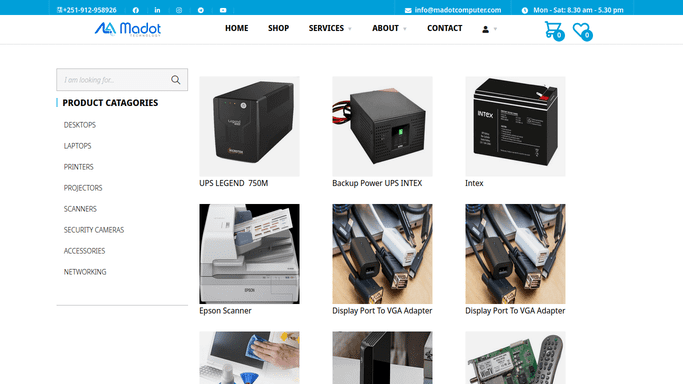 +251-912-958926
info@madotcomputer.com
Mon - Sat: 8.30 am - 5.30 pm
Madot
TECHNOLOGY
HOME
SHOP
SERVICES
ABOUT
CONTACT
0
0
I am looking for...
PRODUCT CATAGORIES
DESKTOPS
LAPTOPS
PRINTERS
PROJECTORS
SCANNERS
SECURITY CAMERAS
ACCESSORIES
NETWORKING
UPS LEGEND 750M
INTEX
Backup Power UPS INTEX
Intex
EPSON
Epson Scanner
Display Port To VGA Adapter
Display Port To VGA Adapter